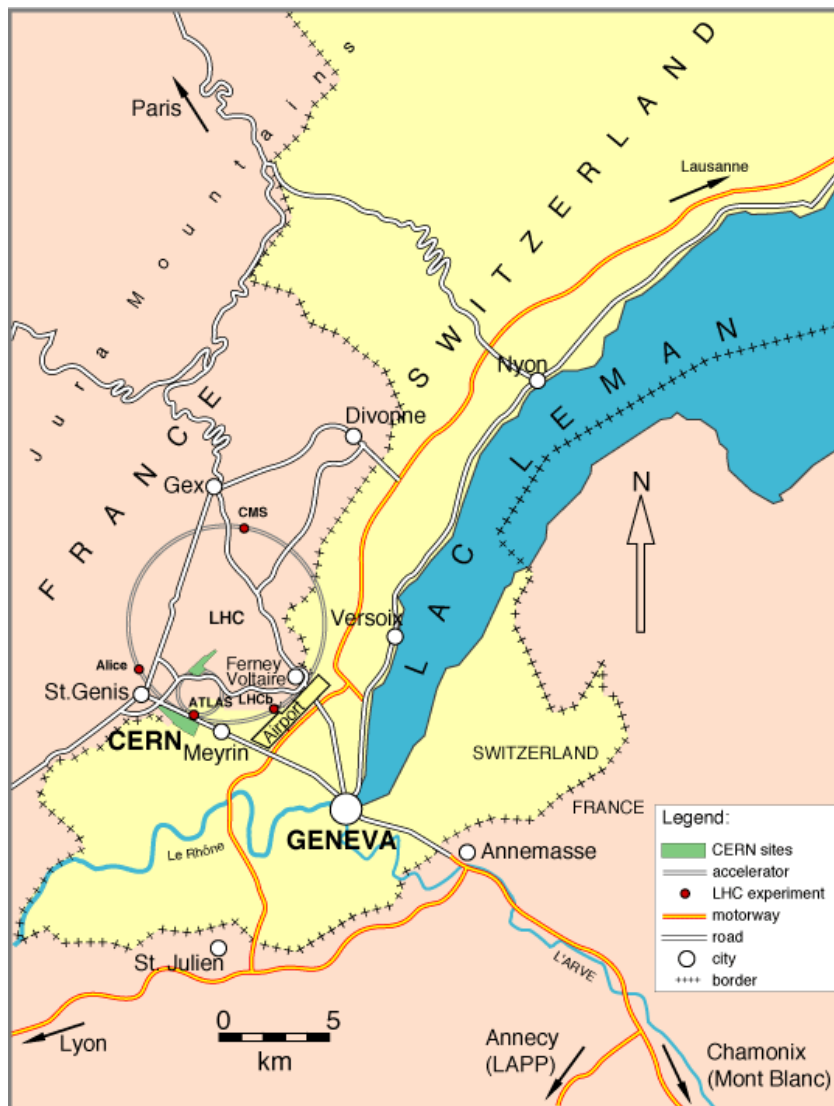 Paris
Jura Mountains
SWITZERLAND
Lausanne
FRANCE
Nyon
LAC LEMAN
Divonne
Gex
CMS
N
LHC
Versoix
Alice
Ferney
Voltaire
St.Genis
ATLAS
LHCb
Airport
CERN
Meyrin
SWITZERLAND
FRANCE
GENEVA
Le Rhône
Annemasse
Legend:
CERN sites
accelerator
LHC experiment
motorway
road
city
border
St. Julien
L'ARVE
0 5
km
Lyon
Annecy
(LAPP)
Chamonix
(Mont Blanc)